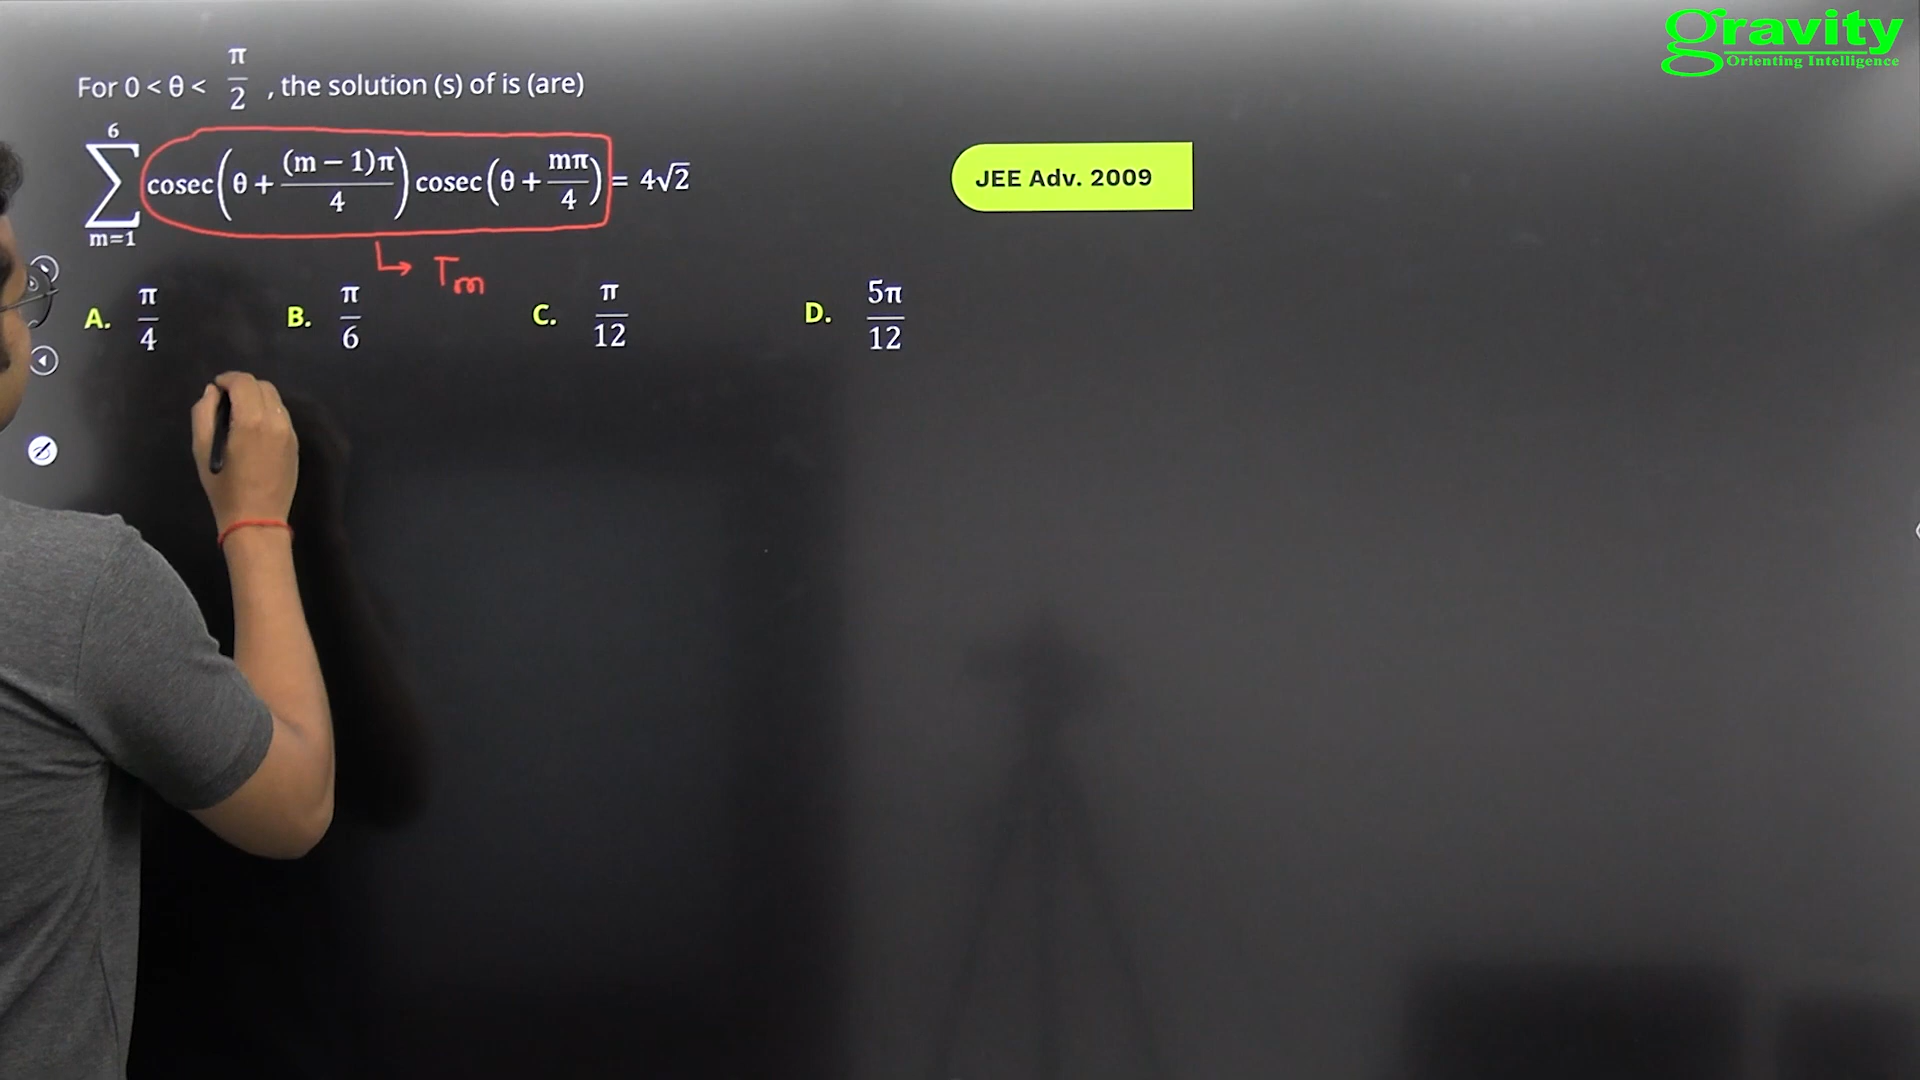 gravity
Orienting Intelligence
For 0 < θ < π/2 , the solution (s) of is (are)
6
∑ cosec(θ + (m − 1)π/4) cosec(θ + mπ/4) = 4√2
m=1
JEE Adv. 2009
↳ Tm
A. π/4 B. π/6 C. π/12 D. 5π/12